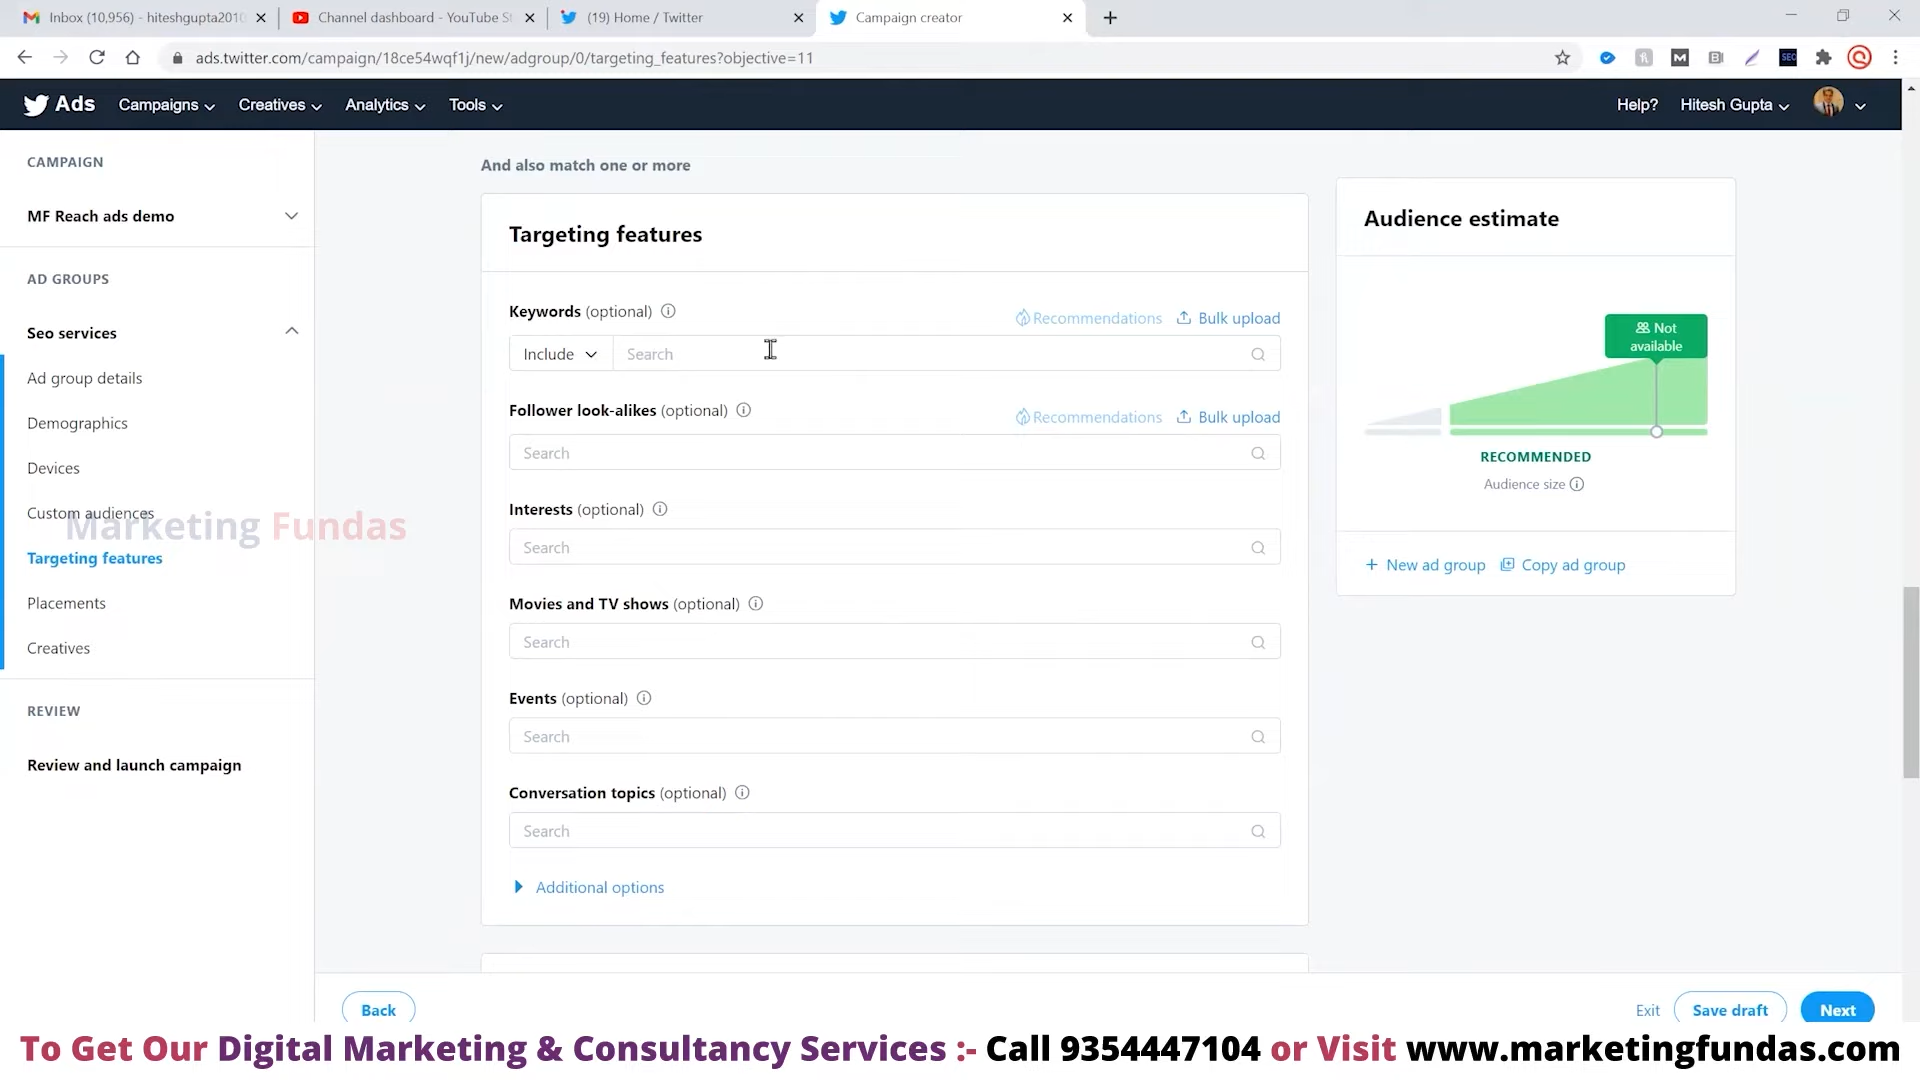 Inbox (10,956) - hiteshgupta2010
Channel dashboard - YouTube St
(19) Home / Twitter
Campaign creator
ads.twitter.com/campaign/18ce54wqf1j/new/adgroup/0/targeting_features?objective=11
Ads
Campaigns
Creatives
Analytics
Tools
Help?
Hitesh Gupta
CAMPAIGN
MF Reach ads demo
AD GROUPS
Seo services
Ad group details
Demographics
Devices
Custom audiences
Marketing Fundas
Targeting features
Placements
Creatives
REVIEW
Review and launch campaign
And also match one or more
Targeting features
Keywords (optional)
Recommendations
Bulk upload
Include
Search
Follower look-alikes (optional)
Recommendations
Bulk upload
Search
Interests (optional)
Search
Movies and TV shows (optional)
Search
Events (optional)
Search
Conversation topics (optional)
Search
Additional options
Audience estimate
Not
available
RECOMMENDED
Audience size
+ New ad group
Copy ad group
Back
Exit
Save draft
Next
To Get Our Digital Marketing & Consultancy Services :- Call 9354447104 or Visit www.marketingfundas.com